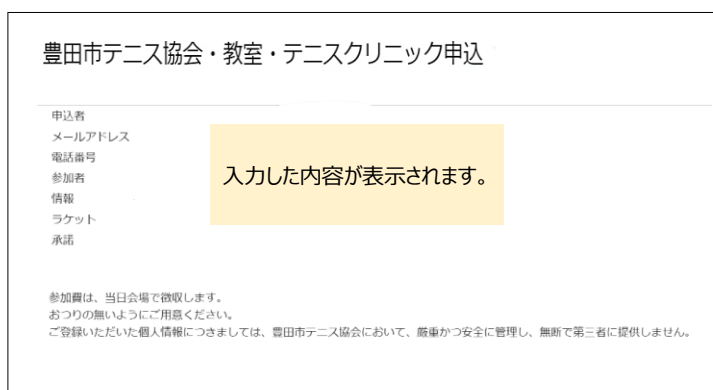 豊田市テニス協会・教室・テニスクリニック申込
申込者
メールアドレス
電話番号
参加者
情報
ラケット
承諾
入力した内容が表示されます。
参加費は、当日会場で徴収します。
おつりの無いようにご用意ください。
ご登録いただいた個人情報につきましては、豊田市テニス協会において、厳重かつ安全に管理し、無断で第三者に提供しません。